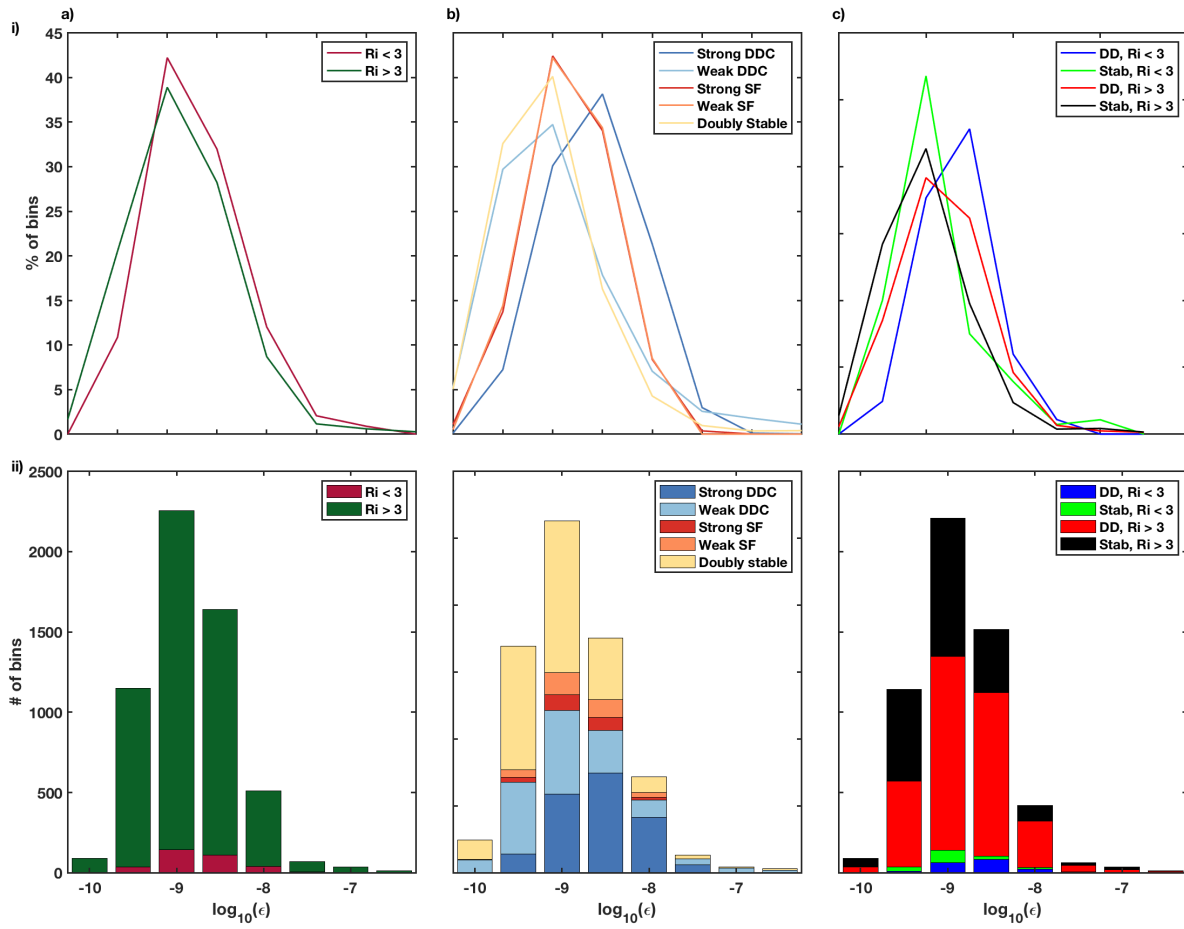 a)
b)
c)
i)
45
40
35
30
25
20
15
10
5
0
% of bins
Ri < 3
Ri > 3
Strong DDC
Weak DDC
Strong SF
Weak SF
Doubly Stable
DD, Ri < 3
Stab, Ri < 3
DD, Ri > 3
Stab, Ri > 3
ii)
2500
2000
1500
1000
500
0
# of bins
Ri < 3
Ri > 3
Strong DDC
Weak DDC
Strong SF
Weak SF
Doubly stable
DD, Ri < 3
Stab, Ri < 3
DD, Ri > 3
Stab, Ri > 3
-10 -9 -8 -7
-10 -9 -8 -7
-10 -9 -8 -7
log10(ϵ)
log10(ϵ)
log10(ϵ)